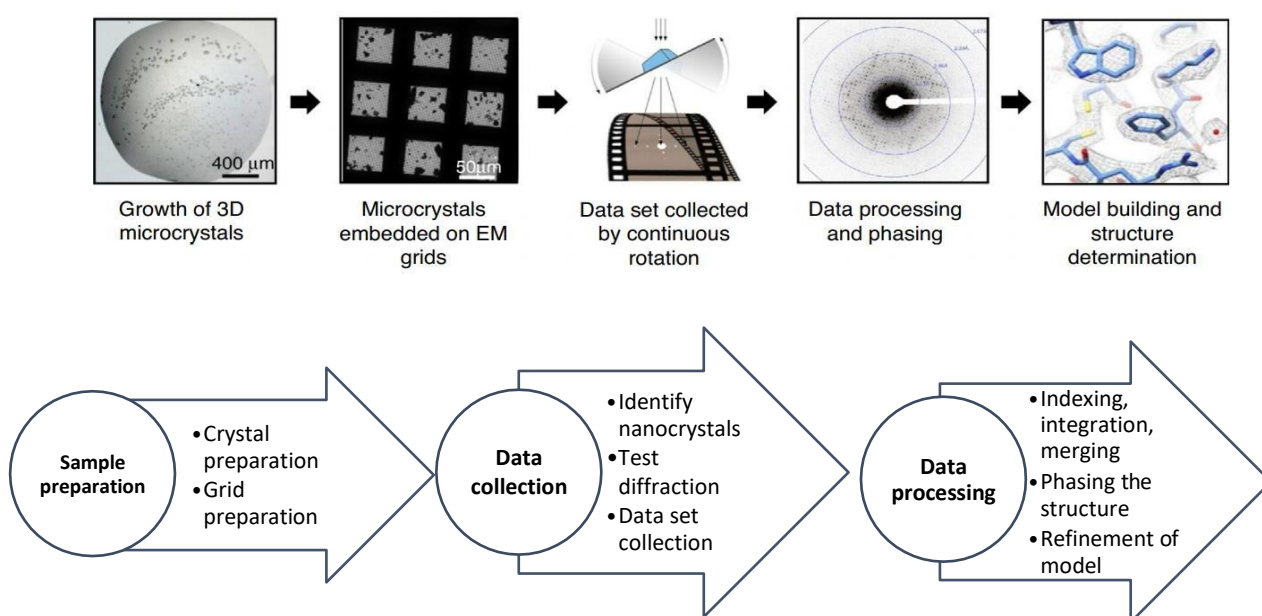 400 μm
50μm
Growth of 3D
microcrystals
Microcrystals
embedded on EM
grids
Data set collected
by continuous
rotation
Data processing
and phasing
Model building and
structure
determination
Sample
preparation
•Crystal
preparation
•Grid
preparation
Data
collection
•Identify
nanocrystals
•Test
diffraction
•Data set
collection
Data
processing
•Indexing,
integration,
merging
•Phasing the
structure
•Refinement of
model